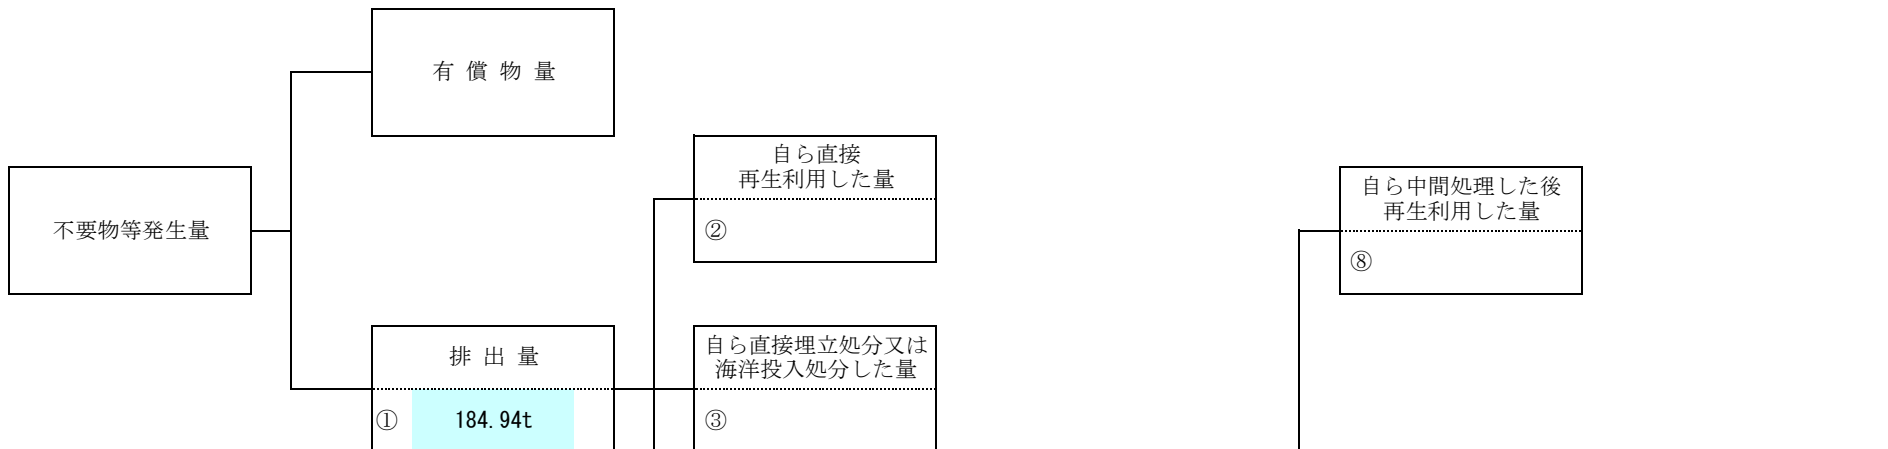 有 償 物 量
自ら直接
再生利用した量
②
自ら中間処理した後
再生利用した量
⑧
不要物等発生量
排 出 量
① 184.94t
自ら直接埋立処分又は
海洋投入処分した量
③